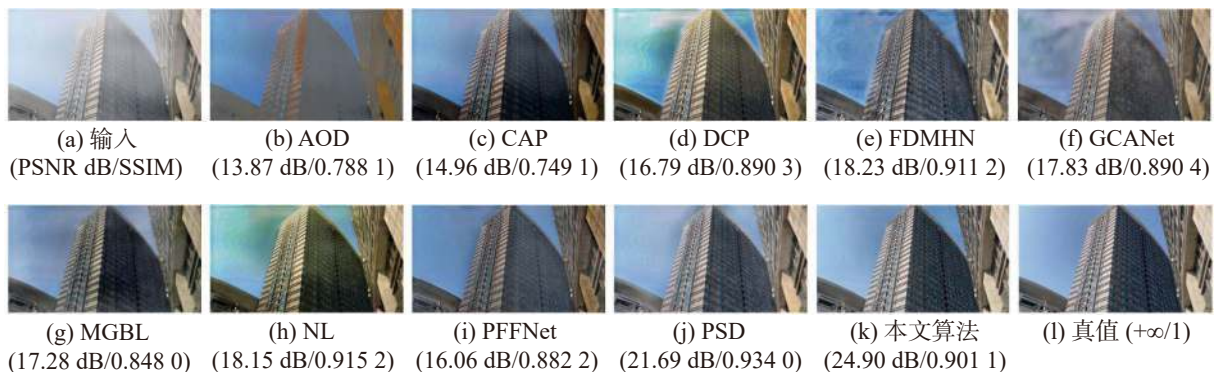 (a) 输入 (b) AOD (c) CAP (d) DCP (e) FDMHN (f) GCANet
(PSNR dB/SSIM) (13.87 dB/0.788 1) (14.96 dB/0.749 1) (16.79 dB/0.890 3) (18.23 dB/0.911 2) (17.83 dB/0.890 4)
(g) MGBL (h) NL (i) PFFNet (j) PSD (k) 本文算法 (l) 真值 (+∞/1)
(17.28 dB/0.848 0) (18.15 dB/0.915 2) (16.06 dB/0.882 2) (21.69 dB/0.934 0) (24.90 dB/0.901 1)